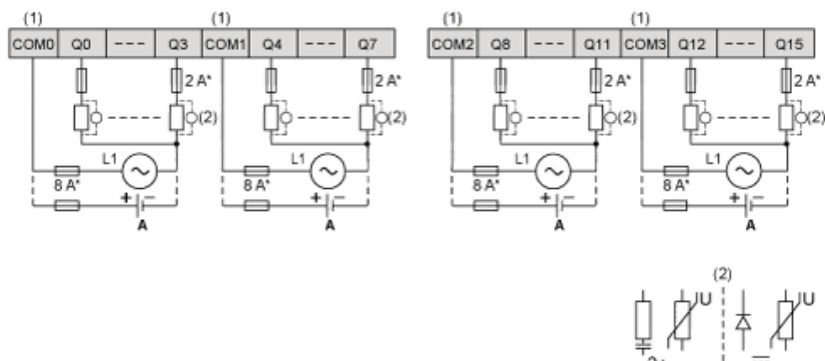 (1) (1) (1) (1)
COM0 Q0 --- Q3 COM1 Q4 --- Q7 COM2 Q8 --- Q11 COM3 Q12 --- Q15
2 A* 2 A* 2 A* 2 A*
(2) (2) (2) (2)
L1 L1 L1 L1
8 A* 8 A* 8 A* 8 A*
+ − + − + − + −
A A A A
(2)
U U